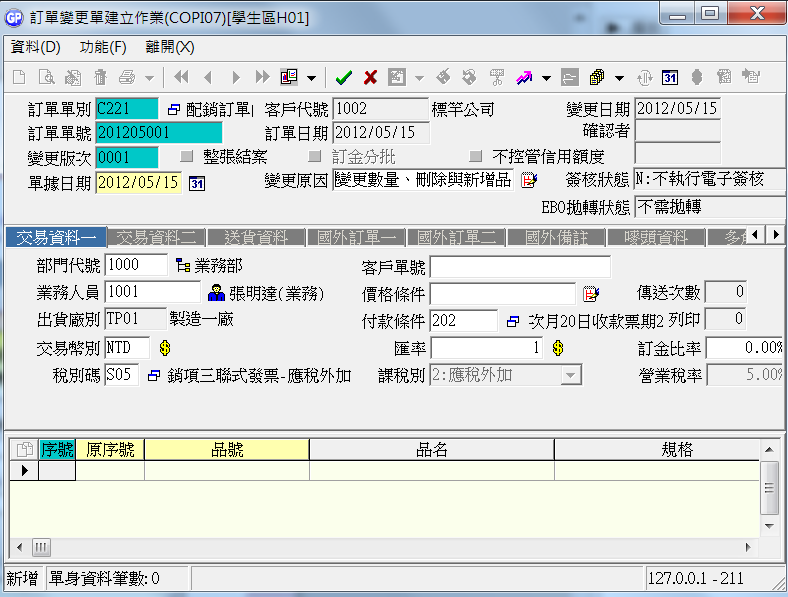 GP 訂單變更單建立作業(COPI07)[學生區H01]
資料(D) 功能(F) 離開(X)
訂單單別 C221 配銷訂單 客戶代號 1002 標竿公司 變更日期 2012/05/15
訂單單號 201205001 訂單日期 2012/05/15 確認者
變更版次 0001 整張結案 訂金分批 不控管信用額度
單據日期 2012/05/15 31 變更原因 變更數量、刪除與新增品 簽核狀態 N:不執行電子簽核
EBO拋轉狀態 不需拋轉
交易資料一 交易資料二 送貨資料 國外訂單一 國外訂單二 國外備註 嘜頭資料 多
部門代號 1000 業務部 客戶單號
業務人員 1001 張明達(業務) 價格條件 傳送次數 0
出貨廠別 TP01 製造一廠 付款條件 202 次月20日收款票期2 列印 0
交易幣別 NTD 匯率 1 訂金比率 0.00%
稅別碼 S05 銷項三聯式發票-應稅外加 課稅別 2:應稅外加 營業稅率 5.00%
序號 原序號 品號 品名 規格
新增 單身資料筆數: 0 127.0.0.1 - 211